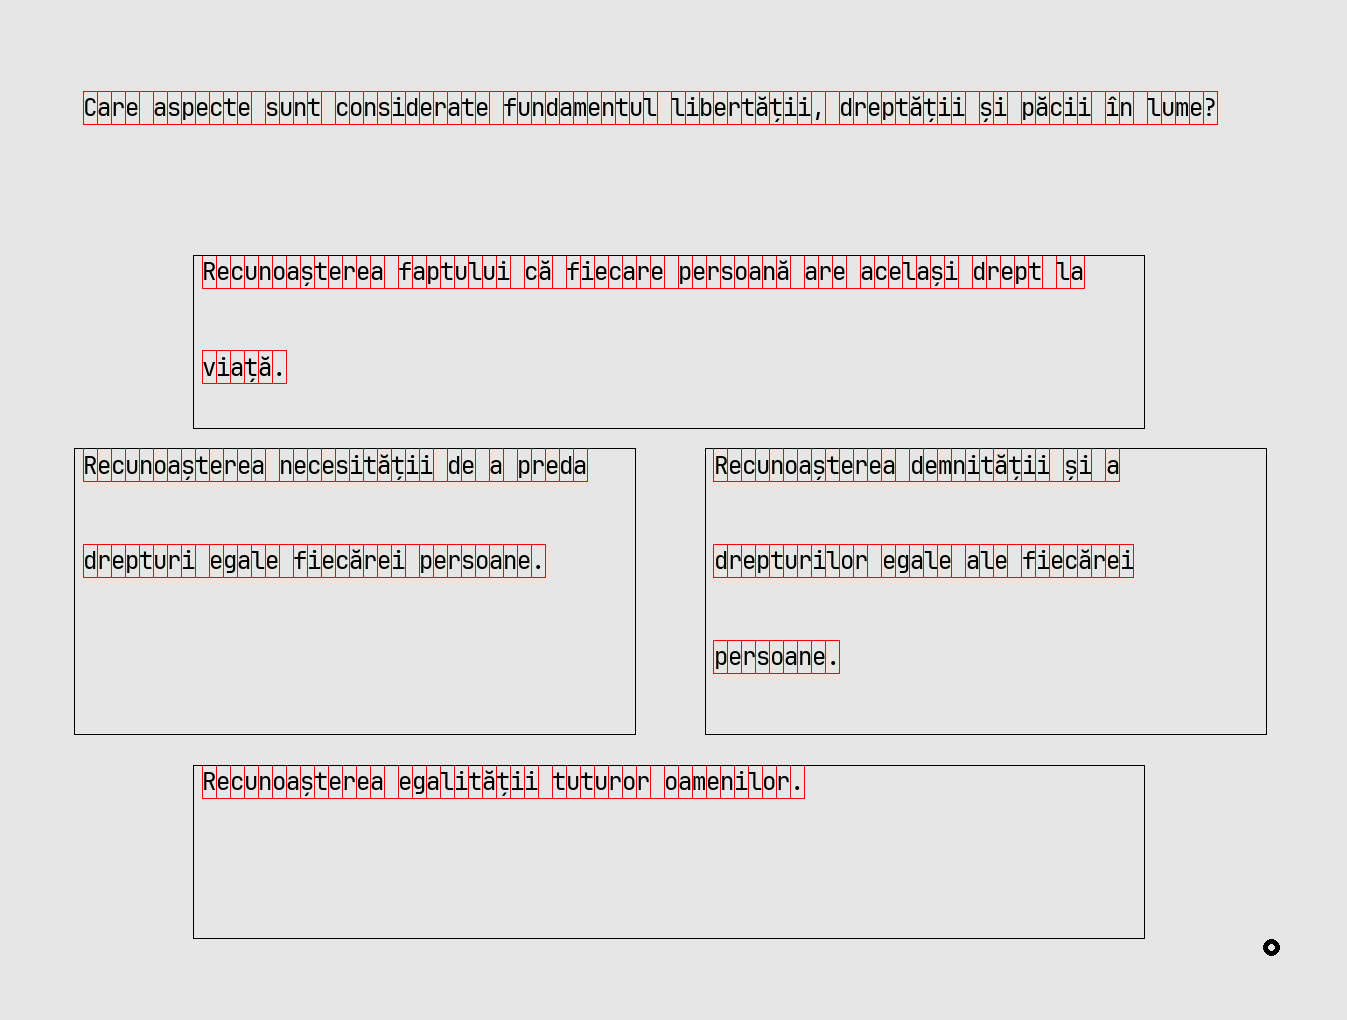 Care aspecte sunt considerate fundamentul libertății, dreptății și păcii în lume?
Recunoașterea faptului că fiecare persoană are același drept la
viață.
Recunoașterea necesității de a preda
drepturi egale fiecărei persoane.
Recunoașterea demnității și a
drepturilor egale ale fiecărei
persoane.
Recunoașterea egalității tuturor oamenilor.